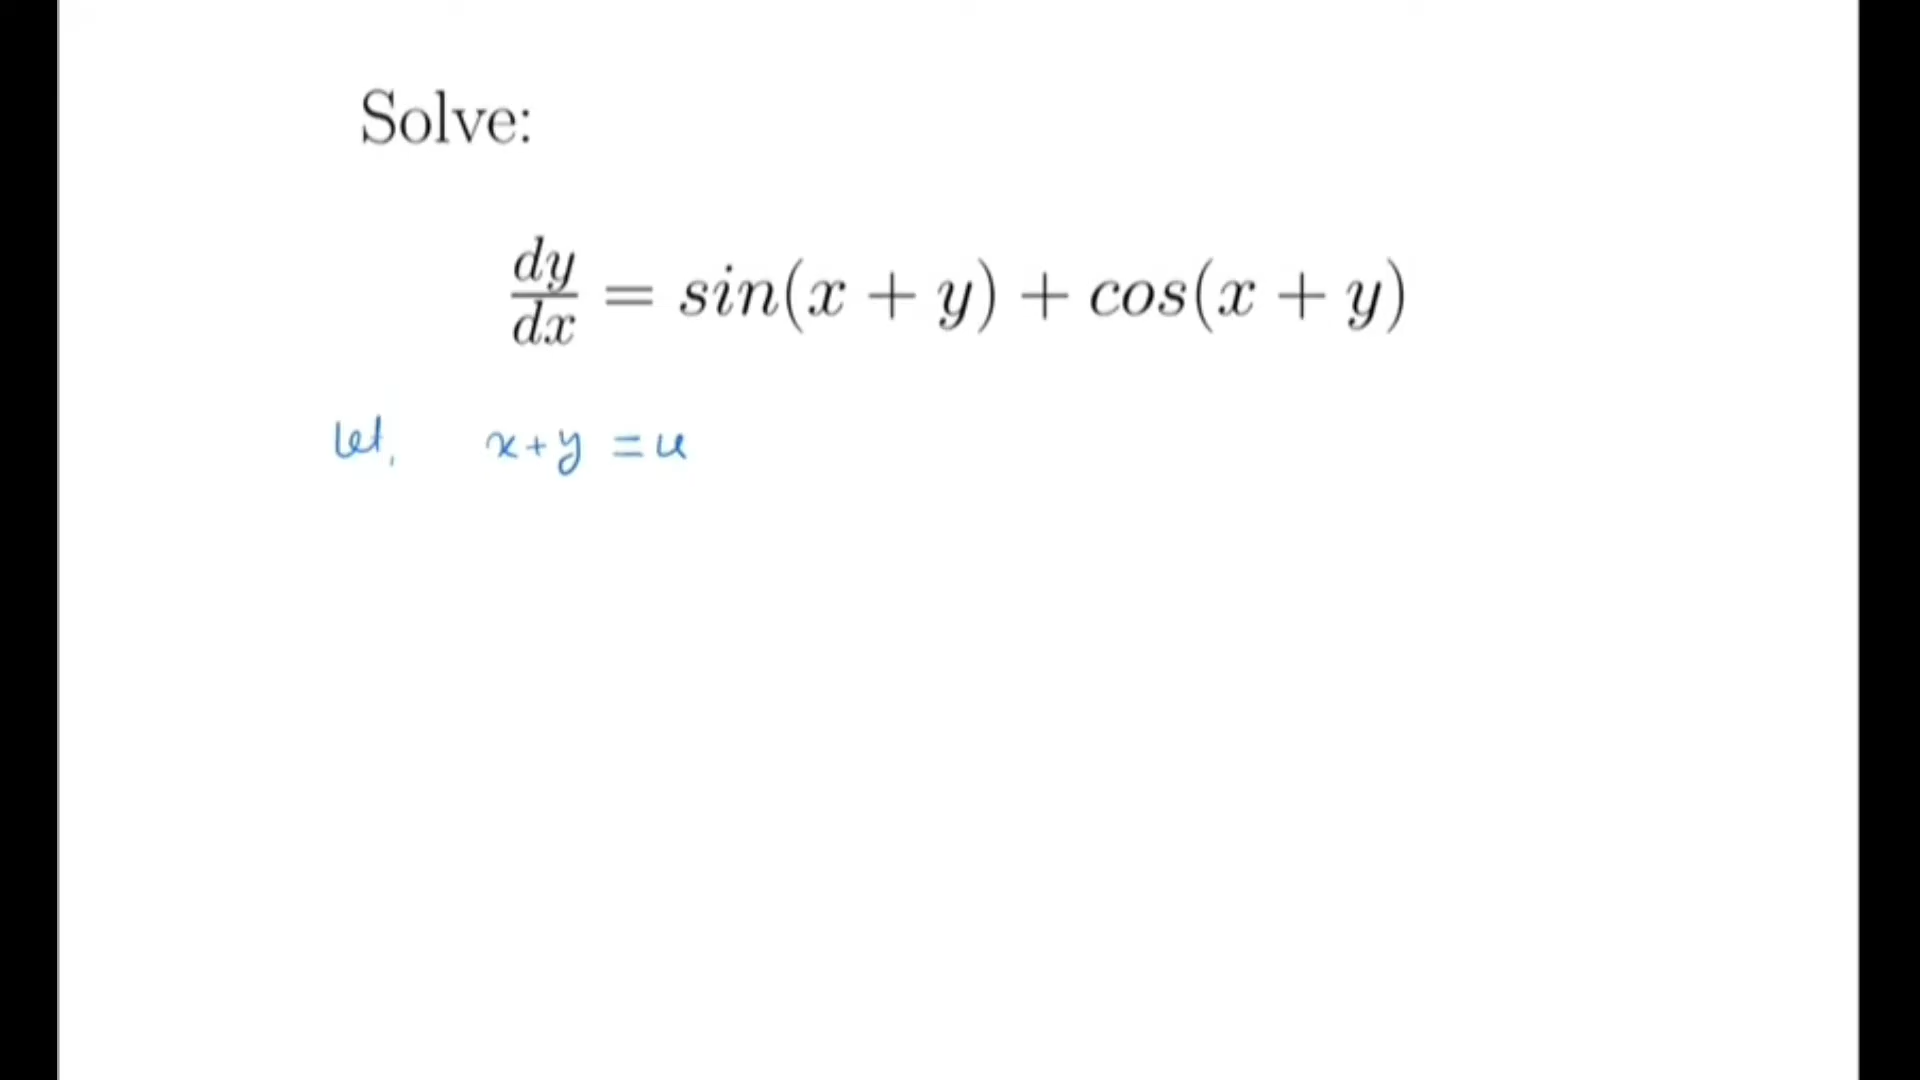 Solve:
dy/dx = sin(x + y) + cos(x + y)
let, x+y = u